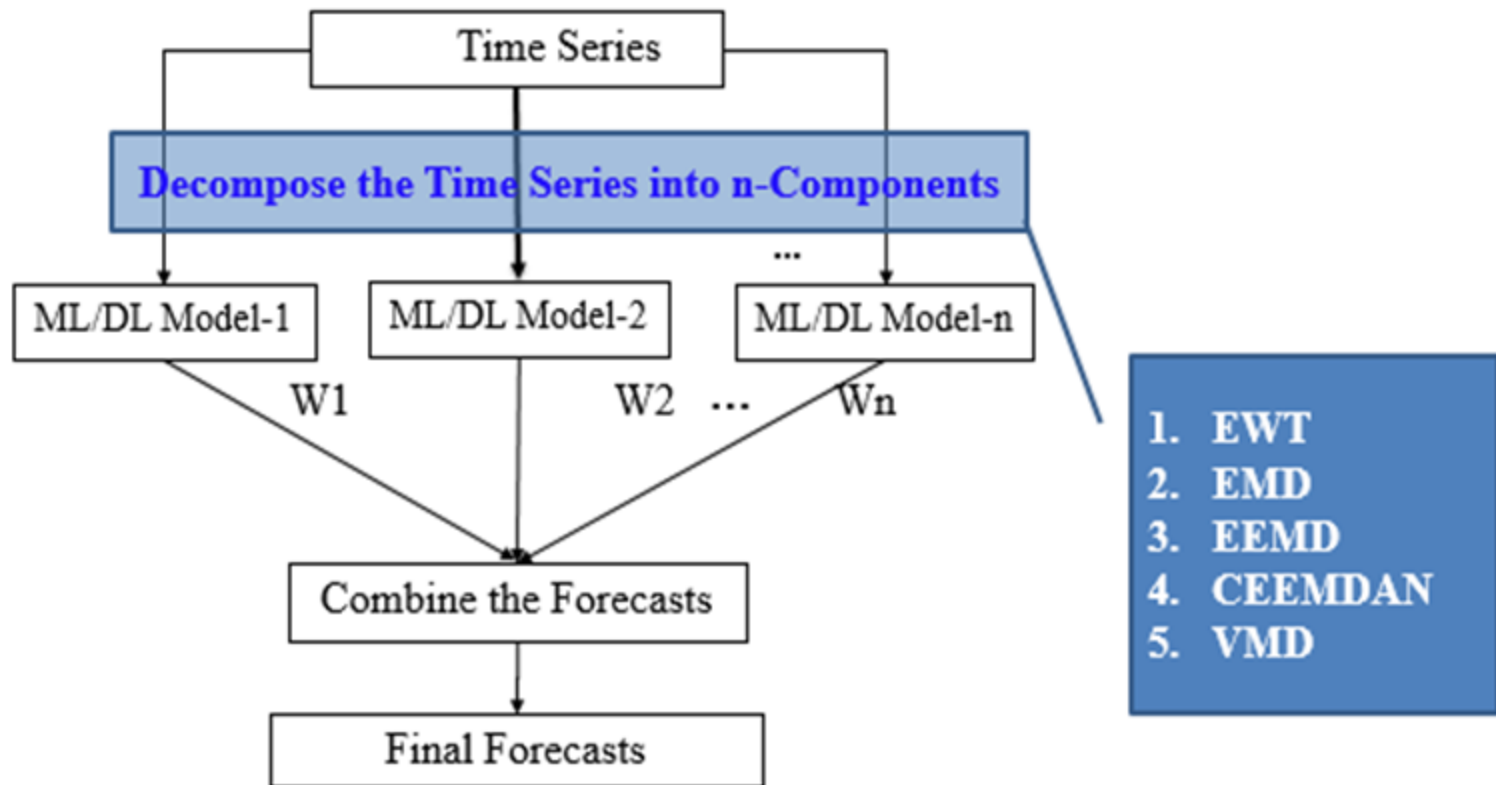 Time Series
Decompose the Time Series into n-Components
...
ML/DL Model-1
ML/DL Model-2
ML/DL Model-n
W1
W2 ... Wn
Combine the Forecasts
Final Forecasts
1. EWT
2. EMD
3. EEMD
4. CEEMDAN
5. VMD